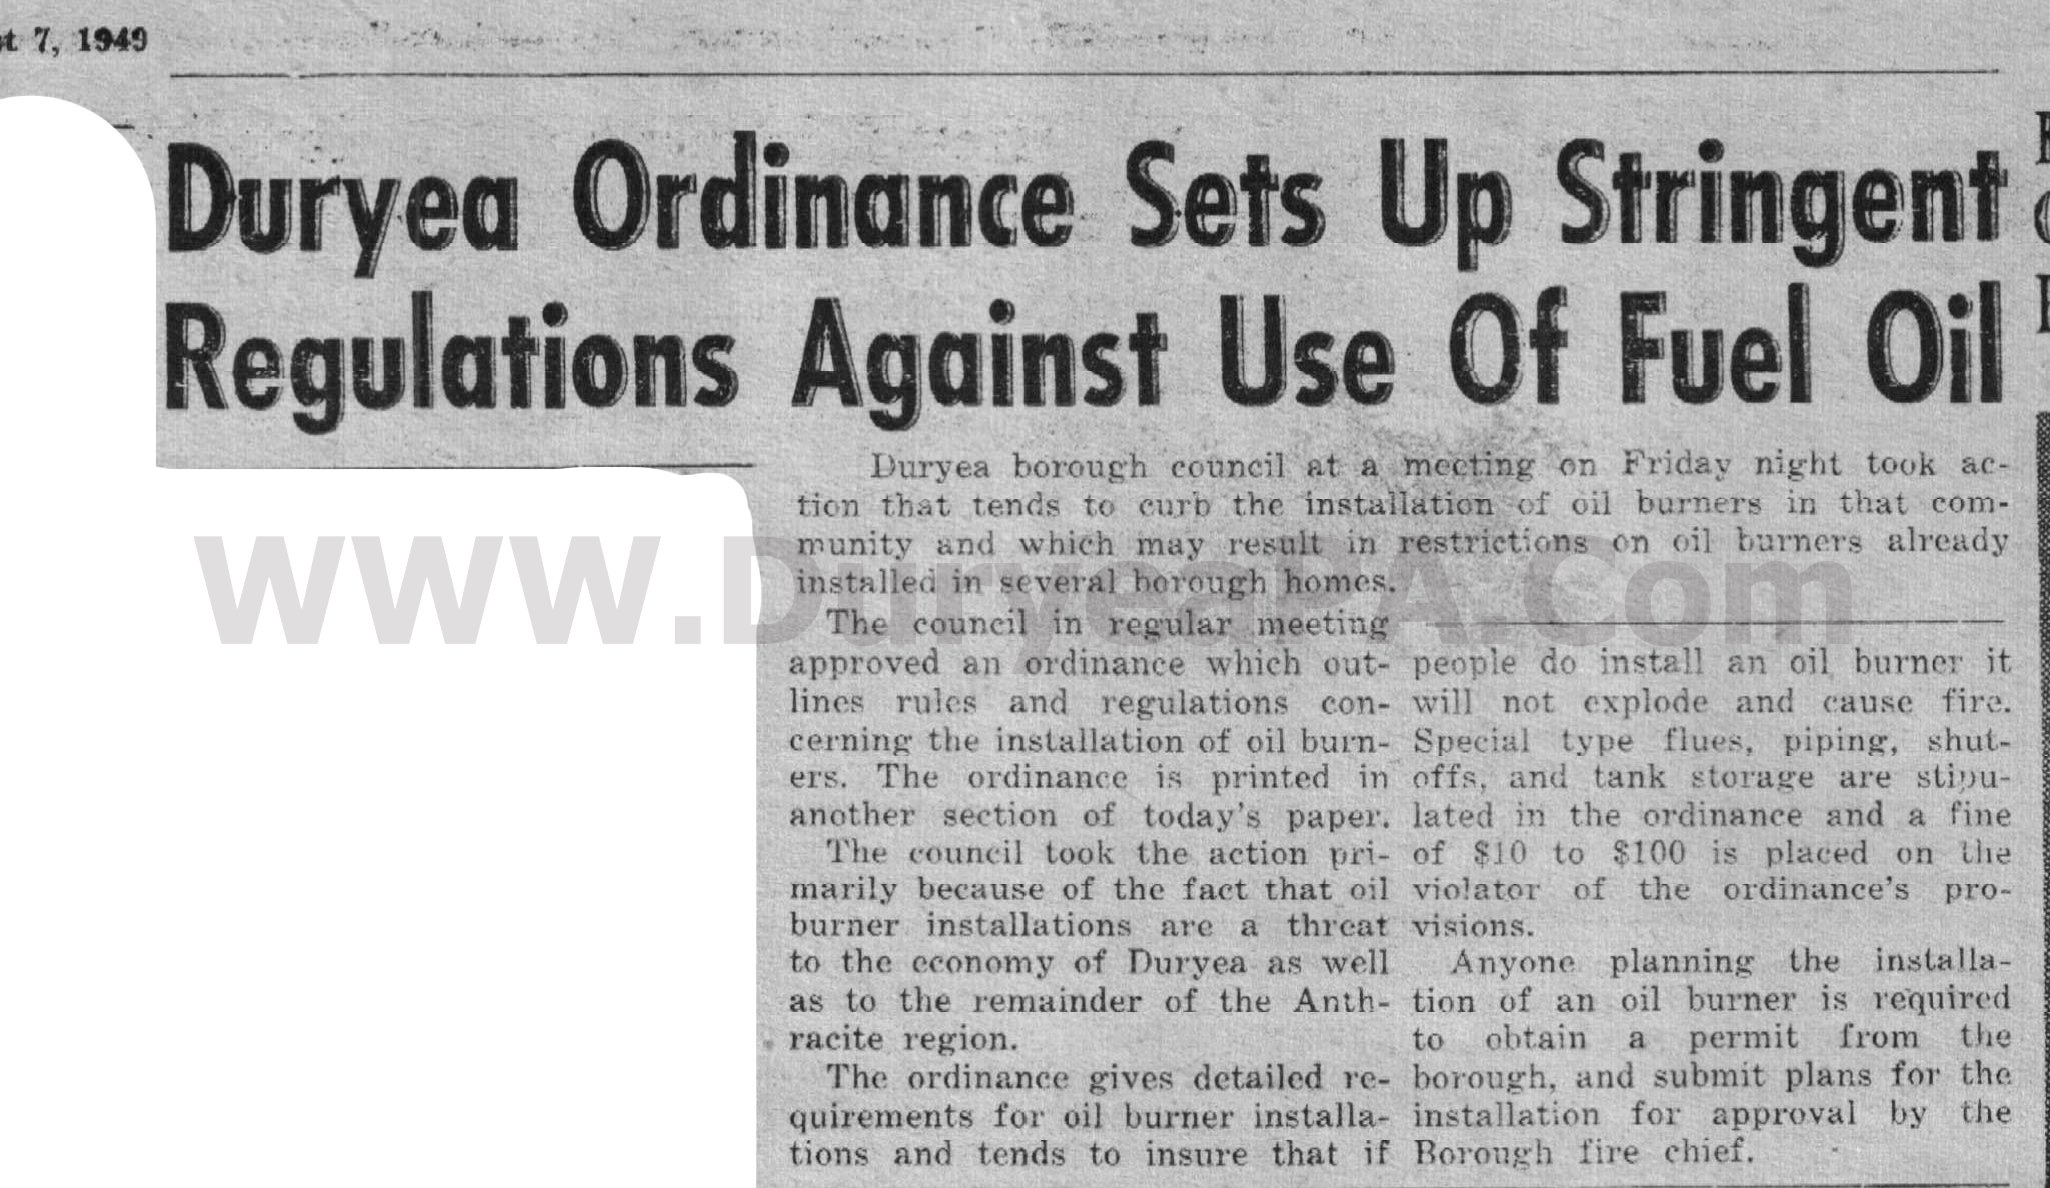 st 7, 1949
Duryea Ordinance Sets Up Stringent
Regulations Against Use Of Fuel Oil
Duryea borough council at a meeting on Friday night took ac-
tion that tends to curb the installation of oil burners in that com-
munity and which may result in restrictions on oil burners already
installed in several borough homes.
The council in regular meeting
approved an ordinance which out-
lines rules and regulations con-
cerning the installation of oil burn-
ers. The ordinance is printed in
another section of today's paper.
The council took the action pri-
marily because of the fact that oil
burner installations are a threat
to the economy of Duryea as well
as to the remainder of the Anth-
racite region.
The ordinance gives detailed re-
quirements for oil burner installa-
tions and tends to insure that if
people do install an oil burner it
will not explode and cause fire.
Special type flues, piping, shut-
offs, and tank storage are stipu-
lated in the ordinance and a fine
of $10 to $100 is placed on the
violator of the ordinance's pro-
visions.
Anyone planning the installa-
tion of an oil burner is required
to obtain a permit from the
borough, and submit plans for the
installation for approval by the
Borough fire chief.
WWW.DuryeaPA.Com